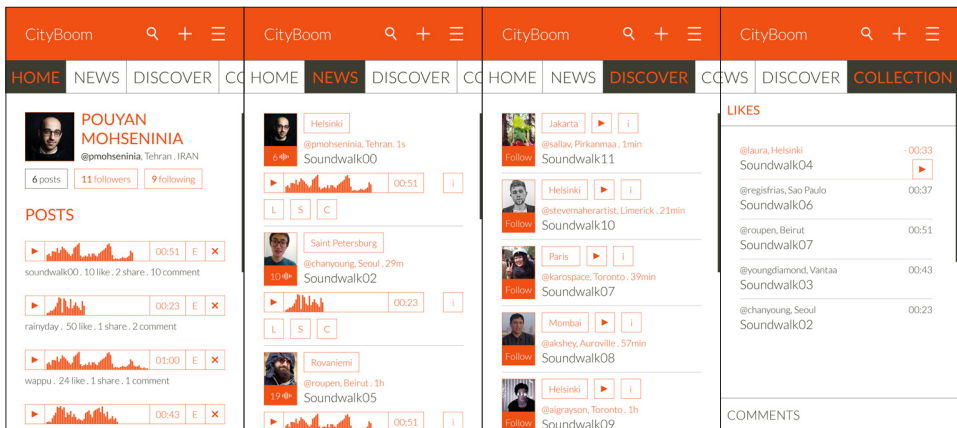 CityBoom
HOME NEWS DISCOVER CO
POUYAN
MOHSENINIA
@pmohseninia, Tehran . IRAN
6 posts 11 followers 9 following
POSTS
00:51 E ×
soundwalk00 . 10 like . 2 share . 10 comment
00:23 E ×
rainyday . 50 like . 1 share . 2 comment
01:00 E ×
wappu . 24 like . 1 share . 1 comment
00:43 E ×
CityBoom
HOME NEWS DISCOVER CO
Helsinki
@pmohseninia, Tehran. 1s
6 Soundwalk00
00:51 i
L S C
Saint Petersburg
@chanyoung, Seoul . 29m
10 Soundwalk02
00:23 i
L S C
Rovaniemi
@roupen, Beirut . 1h
19 Soundwalk05
00:51 i
CityBoom
HOME NEWS DISCOVER CO
Jakarta i
@sallav, Pirkanmaa . 1min
Follow Soundwalk11
Helsinki i
@stevemaherartist, Limerick . 21min
Follow Soundwalk10
Paris i
@karospace, Toronto . 39min
Follow Soundwalk07
Mombai i
@akshey, Auroville . 57min
Follow Soundwalk08
Helsinki i
@aigrayson, Toronto . 1h
Follow Soundwalk09
CityBoom
WS DISCOVER COLLECTION
LIKES
@laura, Helsinki - 00:33
Soundwalk04
@regisfrias, Sao Paulo 00:37
Soundwalk06
@roupen, Beirut 00:51
Soundwalk07
@youngdiamond, Vantaa 00:43
Soundwalk03
@chanyoung, Seoul 00:23
Soundwalk02
COMMENTS